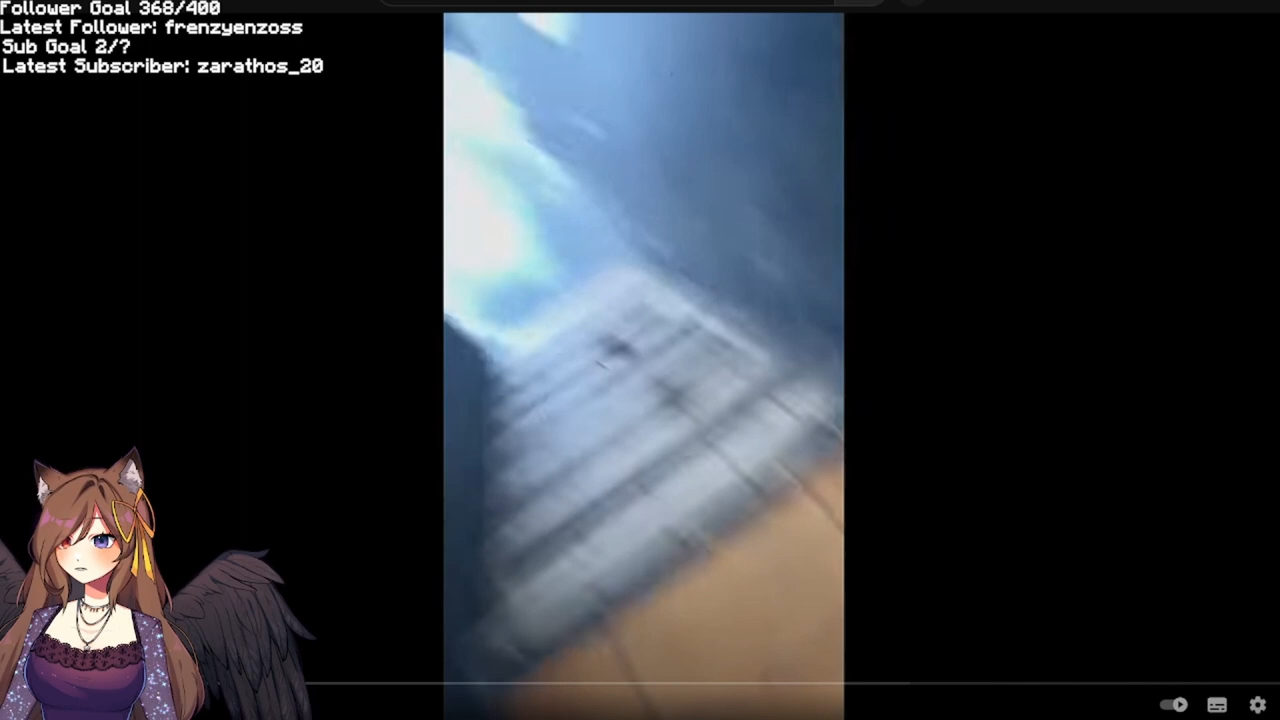 Follower Goal 368/400
Latest Follower: frenzyenzoss
Sub Goal 2/?
Latest Subscriber: zarathos_20